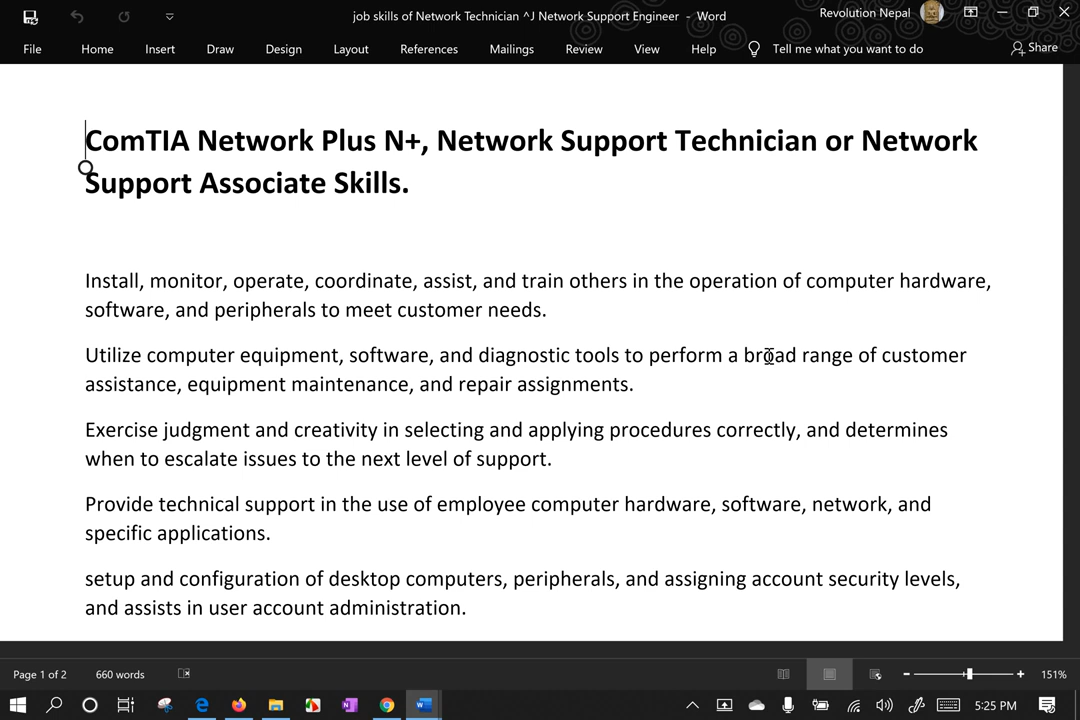 job skills of Network Technician ^J Network Support Engineer - Word
Revolution Nepal
File Home Insert Draw Design Layout References Mailings Review View Help Tell me what you want to do Share
ComTIA Network Plus N+, Network Support Technician or Network
Support Associate Skills.
Install, monitor, operate, coordinate, assist, and train others in the operation of computer hardware,
software, and peripherals to meet customer needs.
Utilize computer equipment, software, and diagnostic tools to perform a broad range of customer
assistance, equipment maintenance, and repair assignments.
Exercise judgment and creativity in selecting and applying procedures correctly, and determines
when to escalate issues to the next level of support.
Provide technical support in the use of employee computer hardware, software, network, and
specific applications.
setup and configuration of desktop computers, peripherals, and assigning account security levels,
and assists in user account administration.
Page 1 of 2 660 words 151%
5:25 PM